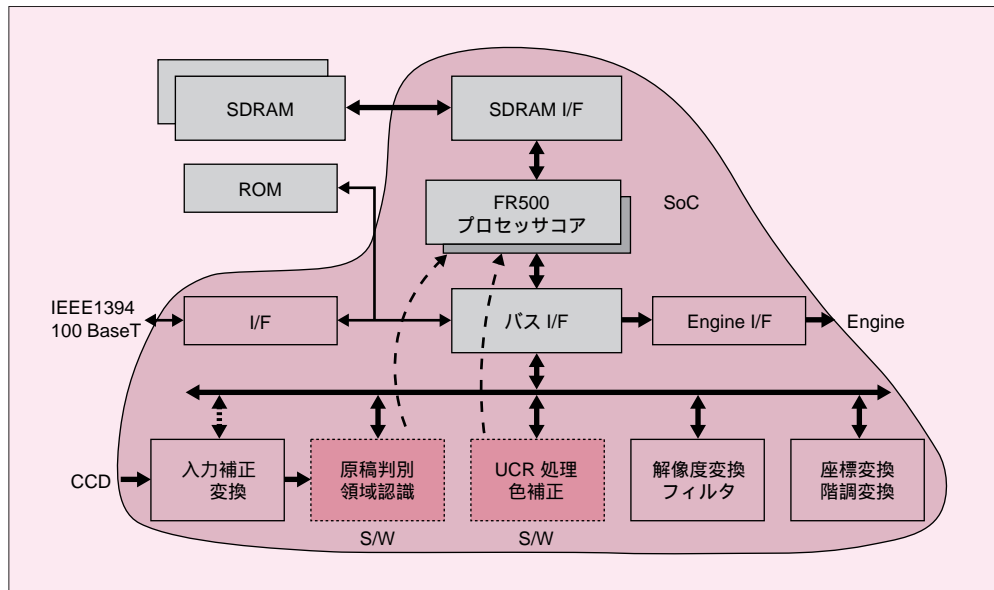 SDRAM
SDRAM I/F
ROM
FR500
プロセッサコア
SoC
IEEE1394
100 BaseT
I/F
バス I/F
Engine I/F
Engine
CCD
入力補正
変換
原稿判別
領域認識
UCR 処理
色補正
解像度変換
フィルタ
座標変換
階調変換
S/W
S/W